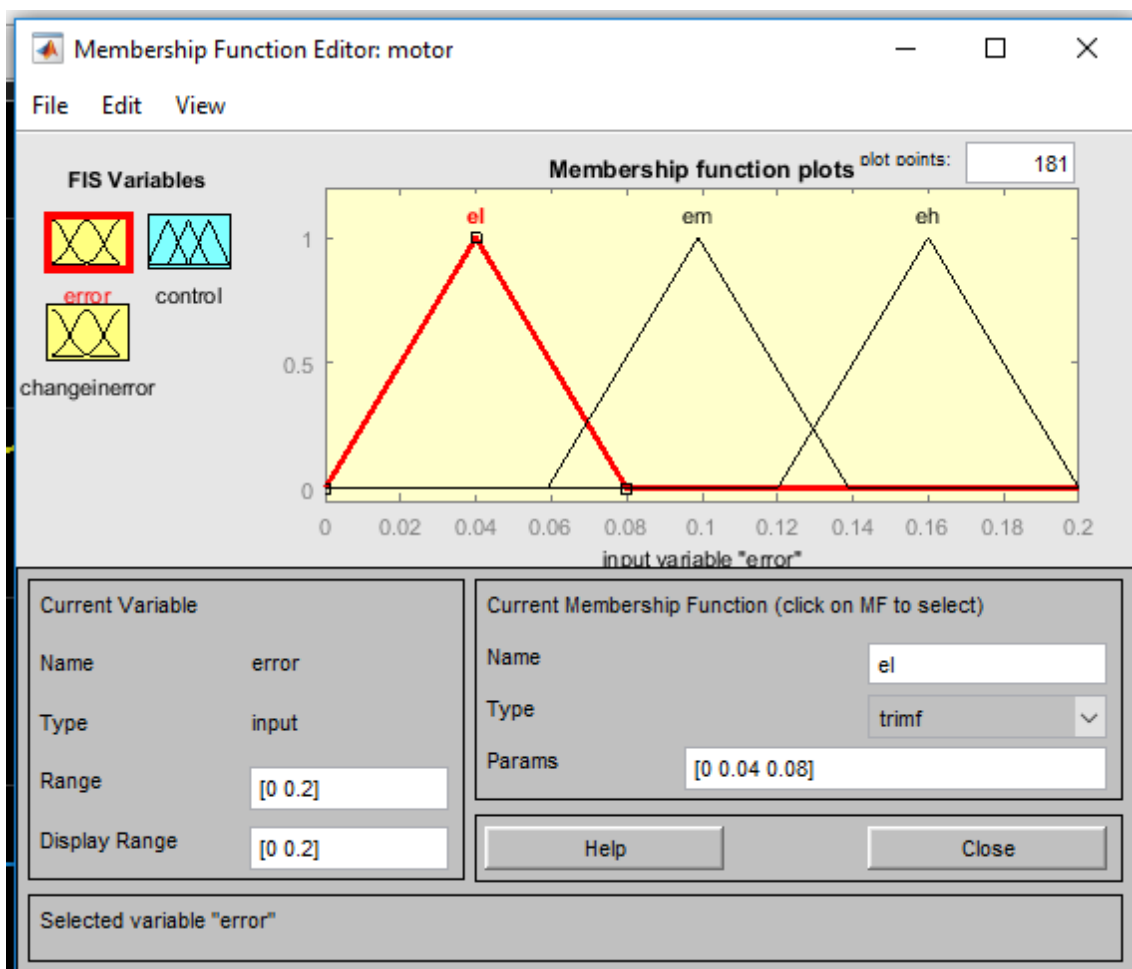 Membership Function Editor: motor
File Edit View
FIS Variables
error
control
changeinerror
Membership function plots
plot points:
181
el
em
eh
1
0.5
0
0 0.02 0.04 0.06 0.08 0.1 0.12 0.14 0.16 0.18 0.2
input variable "error"
Current Variable
Name error
Type input
Range [0 0.2]
Display Range [0 0.2]
Current Membership Function (click on MF to select)
Name el
Type trimf
Params [0 0.04 0.08]
Help
Close
Selected variable "error"